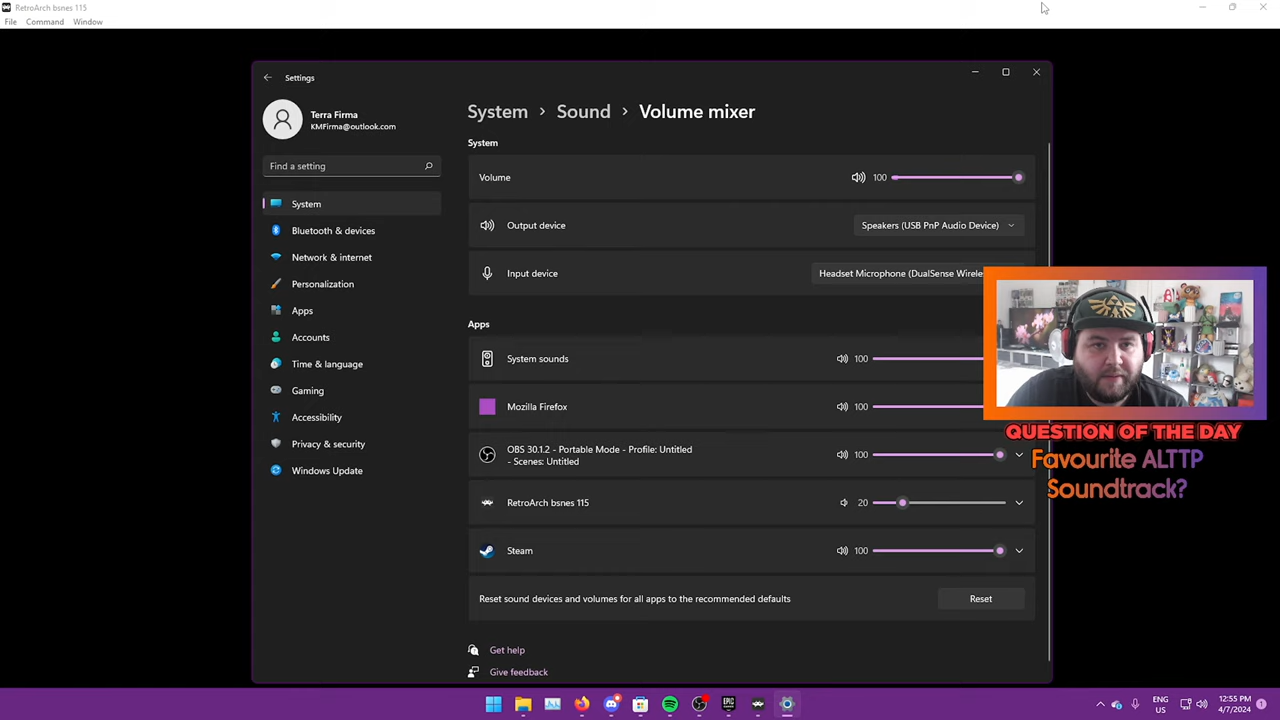 RetroArch bsnes 115
File Command Window
Settings
Terra Firma
KMFirma@outlook.com
Find a setting
System
Bluetooth & devices
Network & internet
Personalization
Apps
Accounts
Time & language
Gaming
Accessibility
Privacy & security
Windows Update
System > Sound > Volume mixer
System
Volume 100
Output device Speakers (USB PnP Audio Device)
Input device Headset Microphone (DualSense Wirele
Apps
System sounds 100
Mozilla Firefox 100
OBS 30.1.2 - Portable Mode - Profile: Untitled
- Scenes: Untitled 100
RetroArch bsnes 115 20
Steam 100
Reset sound devices and volumes for all apps to the recommended defaults Reset
Get help
Give feedback
QUESTION OF THE DAY
Favourite ALTTP
Soundtrack?
EPIC
GAMES
ENG
US
12:55 PM
4/7/2024
1